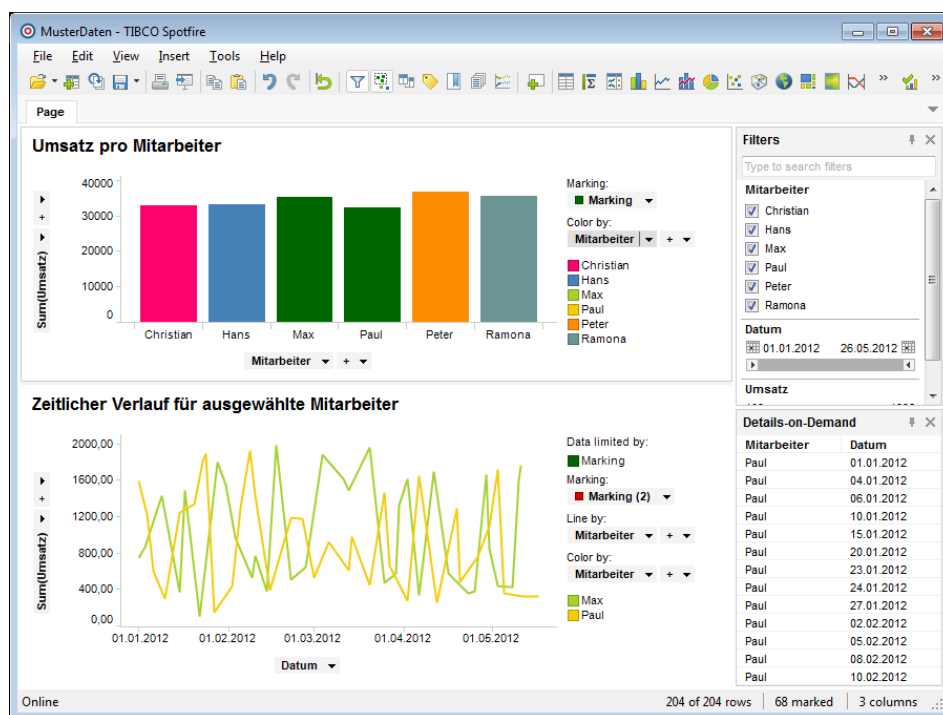 MusterDaten - TIBCO Spotfire
File Edit View Insert Tools Help
Page
Umsatz pro Mitarbeiter
Sum(Umsatz)
+
40000
30000
20000
10000
0
Christian Hans Max Paul Peter Ramona
Mitarbeiter +
Marking:
Marking
Color by:
Mitarbeiter +
Christian
Hans
Max
Paul
Peter
Ramona
Zeitlicher Verlauf für ausgewählte Mitarbeiter
Sum(Umsatz)
+
2000,00
1600,00
1200,00
800,00
400,00
0,00
01.01.2012 01.02.2012 01.03.2012 01.04.2012 01.05.2012
Datum
Data limited by:
Marking
Marking:
Marking (2)
Line by:
Mitarbeiter +
Color by:
Mitarbeiter +
Max
Paul
Filters
Type to search filters
Mitarbeiter
Christian
Hans
Max
Paul
Peter
Ramona
Datum
01.01.2012 26.05.2012
Umsatz
Details-on-Demand
Mitarbeiter Datum
Paul 01.01.2012
Paul 04.01.2012
Paul 06.01.2012
Paul 10.01.2012
Paul 15.01.2012
Paul 20.01.2012
Paul 23.01.2012
Paul 24.01.2012
Paul 27.01.2012
Paul 02.02.2012
Paul 05.02.2012
Paul 08.02.2012
Paul 10.02.2012
Online 204 of 204 rows 68 marked 3 columns